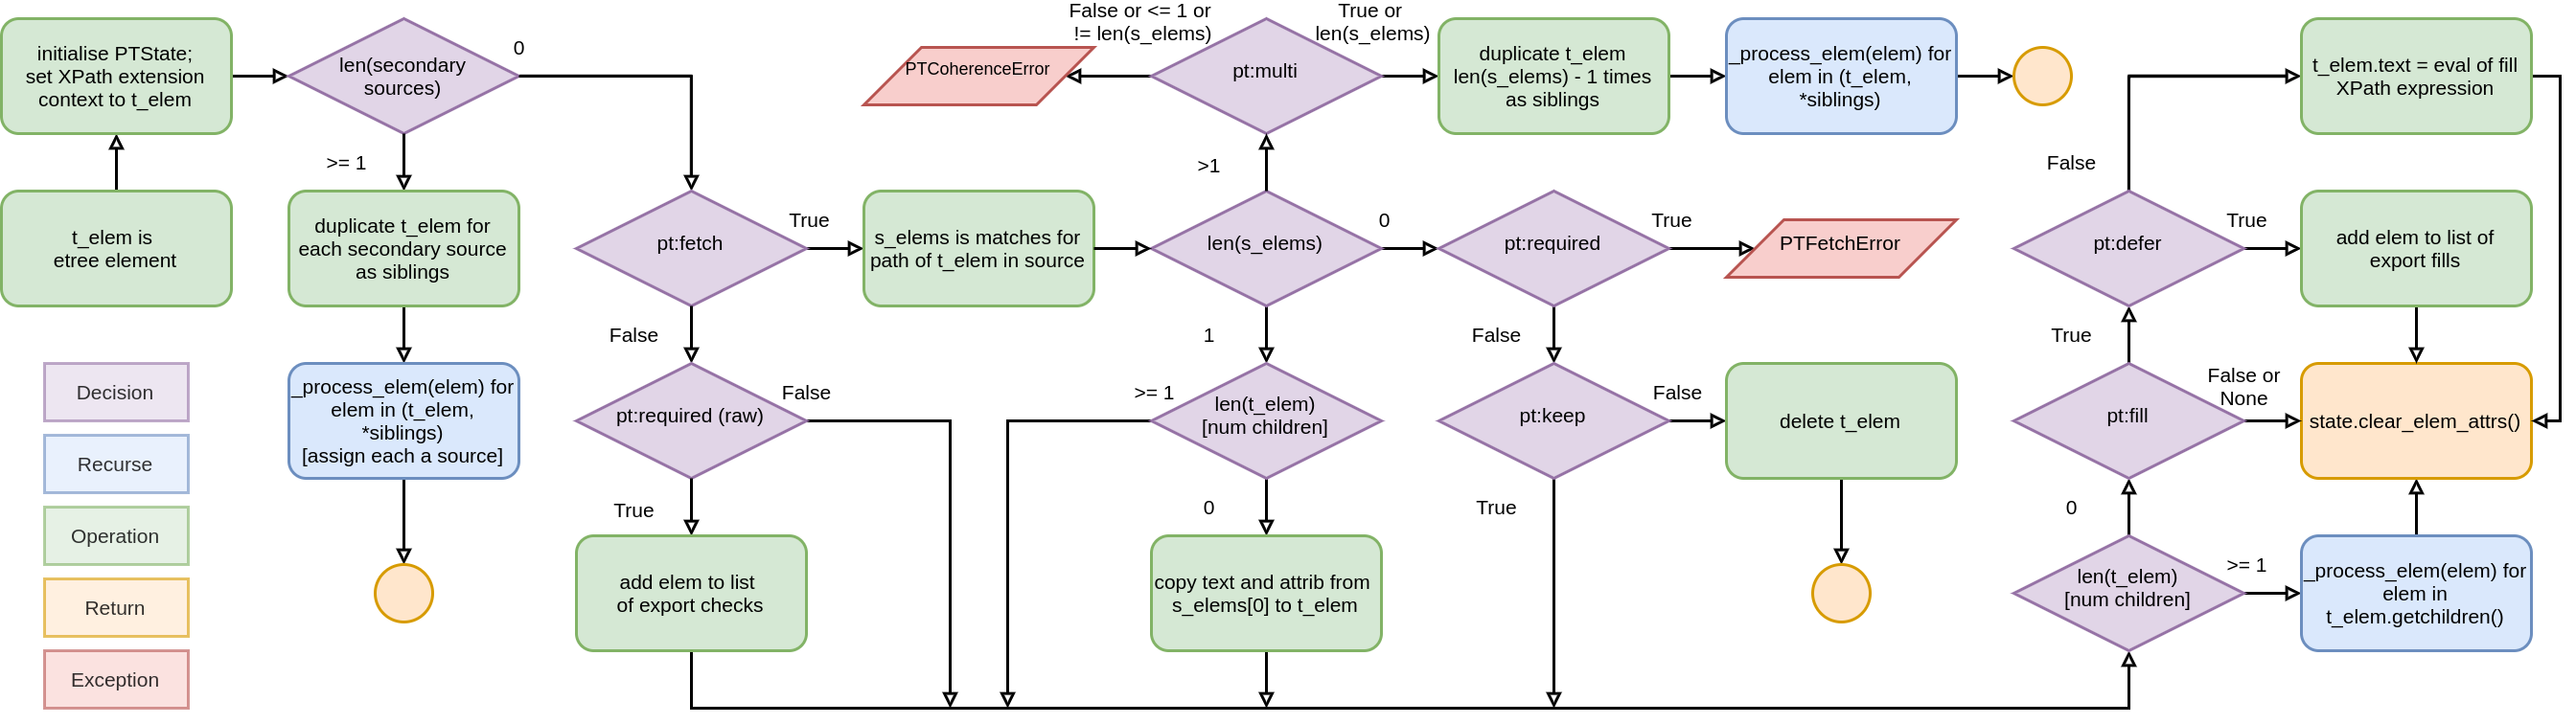 initialise PTState;
set XPath extension
context to t_elem
len(secondary
sources)
0
>= 1
t_elem is
etree element
duplicate t_elem for
each secondary source
as siblings
_process_elem(elem) for
elem in (t_elem,
*siblings)
[assign each a source]
Decision
Recurse
Operation
Return
Exception
pt:fetch
True
False
pt:required (raw)
False
True
add elem to list
of export checks
s_elems is matches for
path of t_elem in source
PTCoherenceError
False or <= 1 or
!= len(s_elems)
pt:multi
True or
len(s_elems)
duplicate t_elem
len(s_elems) - 1 times
as siblings
_process_elem(elem) for
elem in (t_elem,
*siblings)
>1
len(s_elems)
0
1
pt:required
True
PTFetchError
False
>= 1
len(t_elem)
[num children]
0
copy text and attrib from
s_elems[0] to t_elem
pt:keep
False
delete t_elem
True
t_elem.text = eval of fill
XPath expression
False
pt:defer
True
add elem to list of
export fills
True
pt:fill
False or
None
state.clear_elem_attrs()
0
len(t_elem)
[num children]
>= 1
_process_elem(elem) for
elem in
t_elem.getchildren()